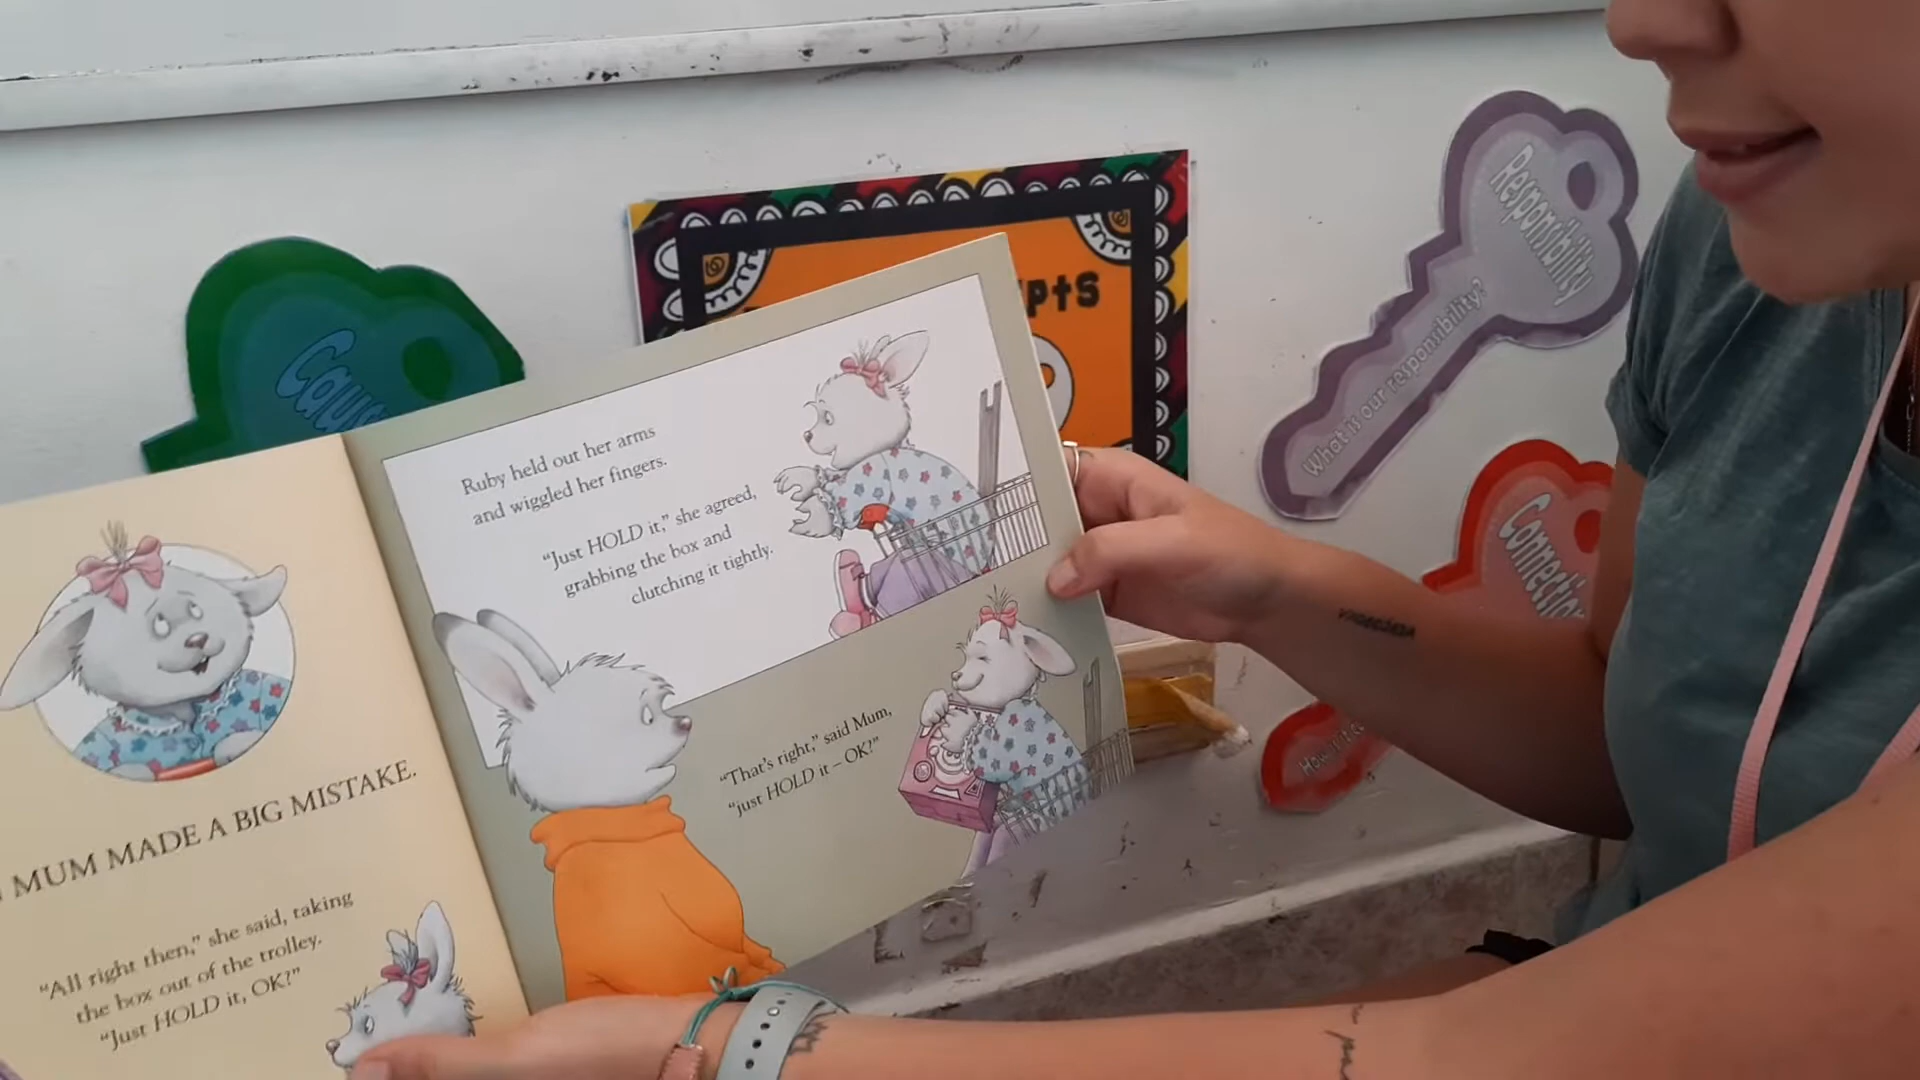 MUM MADE A BIG MISTAKE.
“All right then,” she said, taking
the box out of the trolley.
“Just HOLD it, OK?”
Ruby held out her arms
and wiggled her fingers.
“Just HOLD it,” she agreed,
grabbing the box and
clutching it tightly.
“That’s right,” said Mum,
“just HOLD it – OK?”
Responsibility
What is our responsibility?
Connection